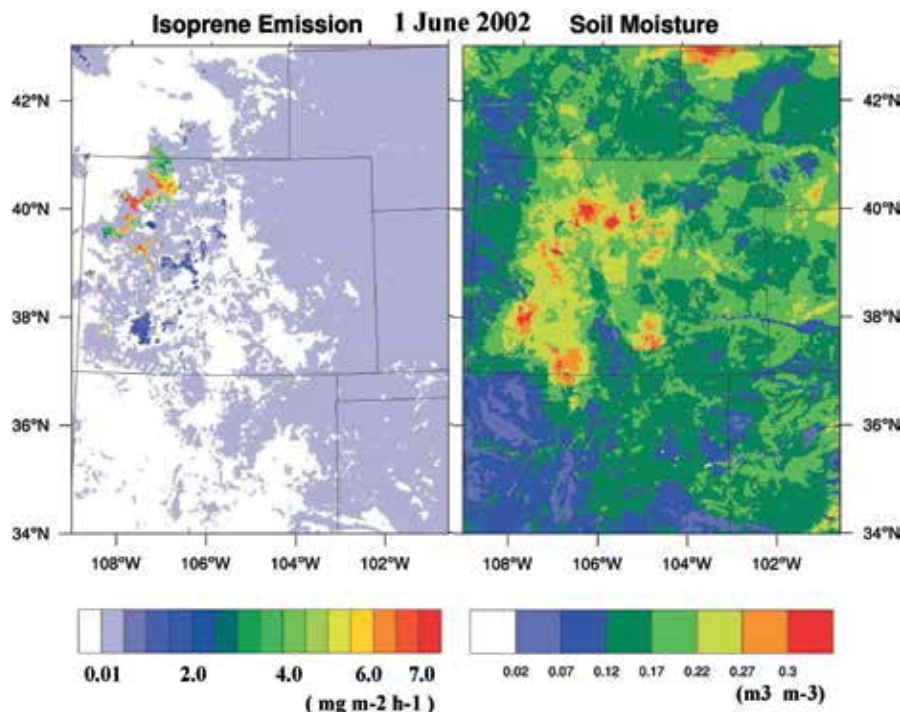 Isoprene Emission 1 June 2002 Soil Moisture
42°N 42°N
40°N 40°N
38°N 38°N
36°N 36°N
34°N 34°N
108°W 106°W 104°W 102°W 108°W 106°W 104°W 102°W
0.01 2.0 4.0 6.0 7.0 0.02 0.07 0.12 0.17 0.22 0.27 0.3
( mg m-2 h-1 ) (m3 m-3)